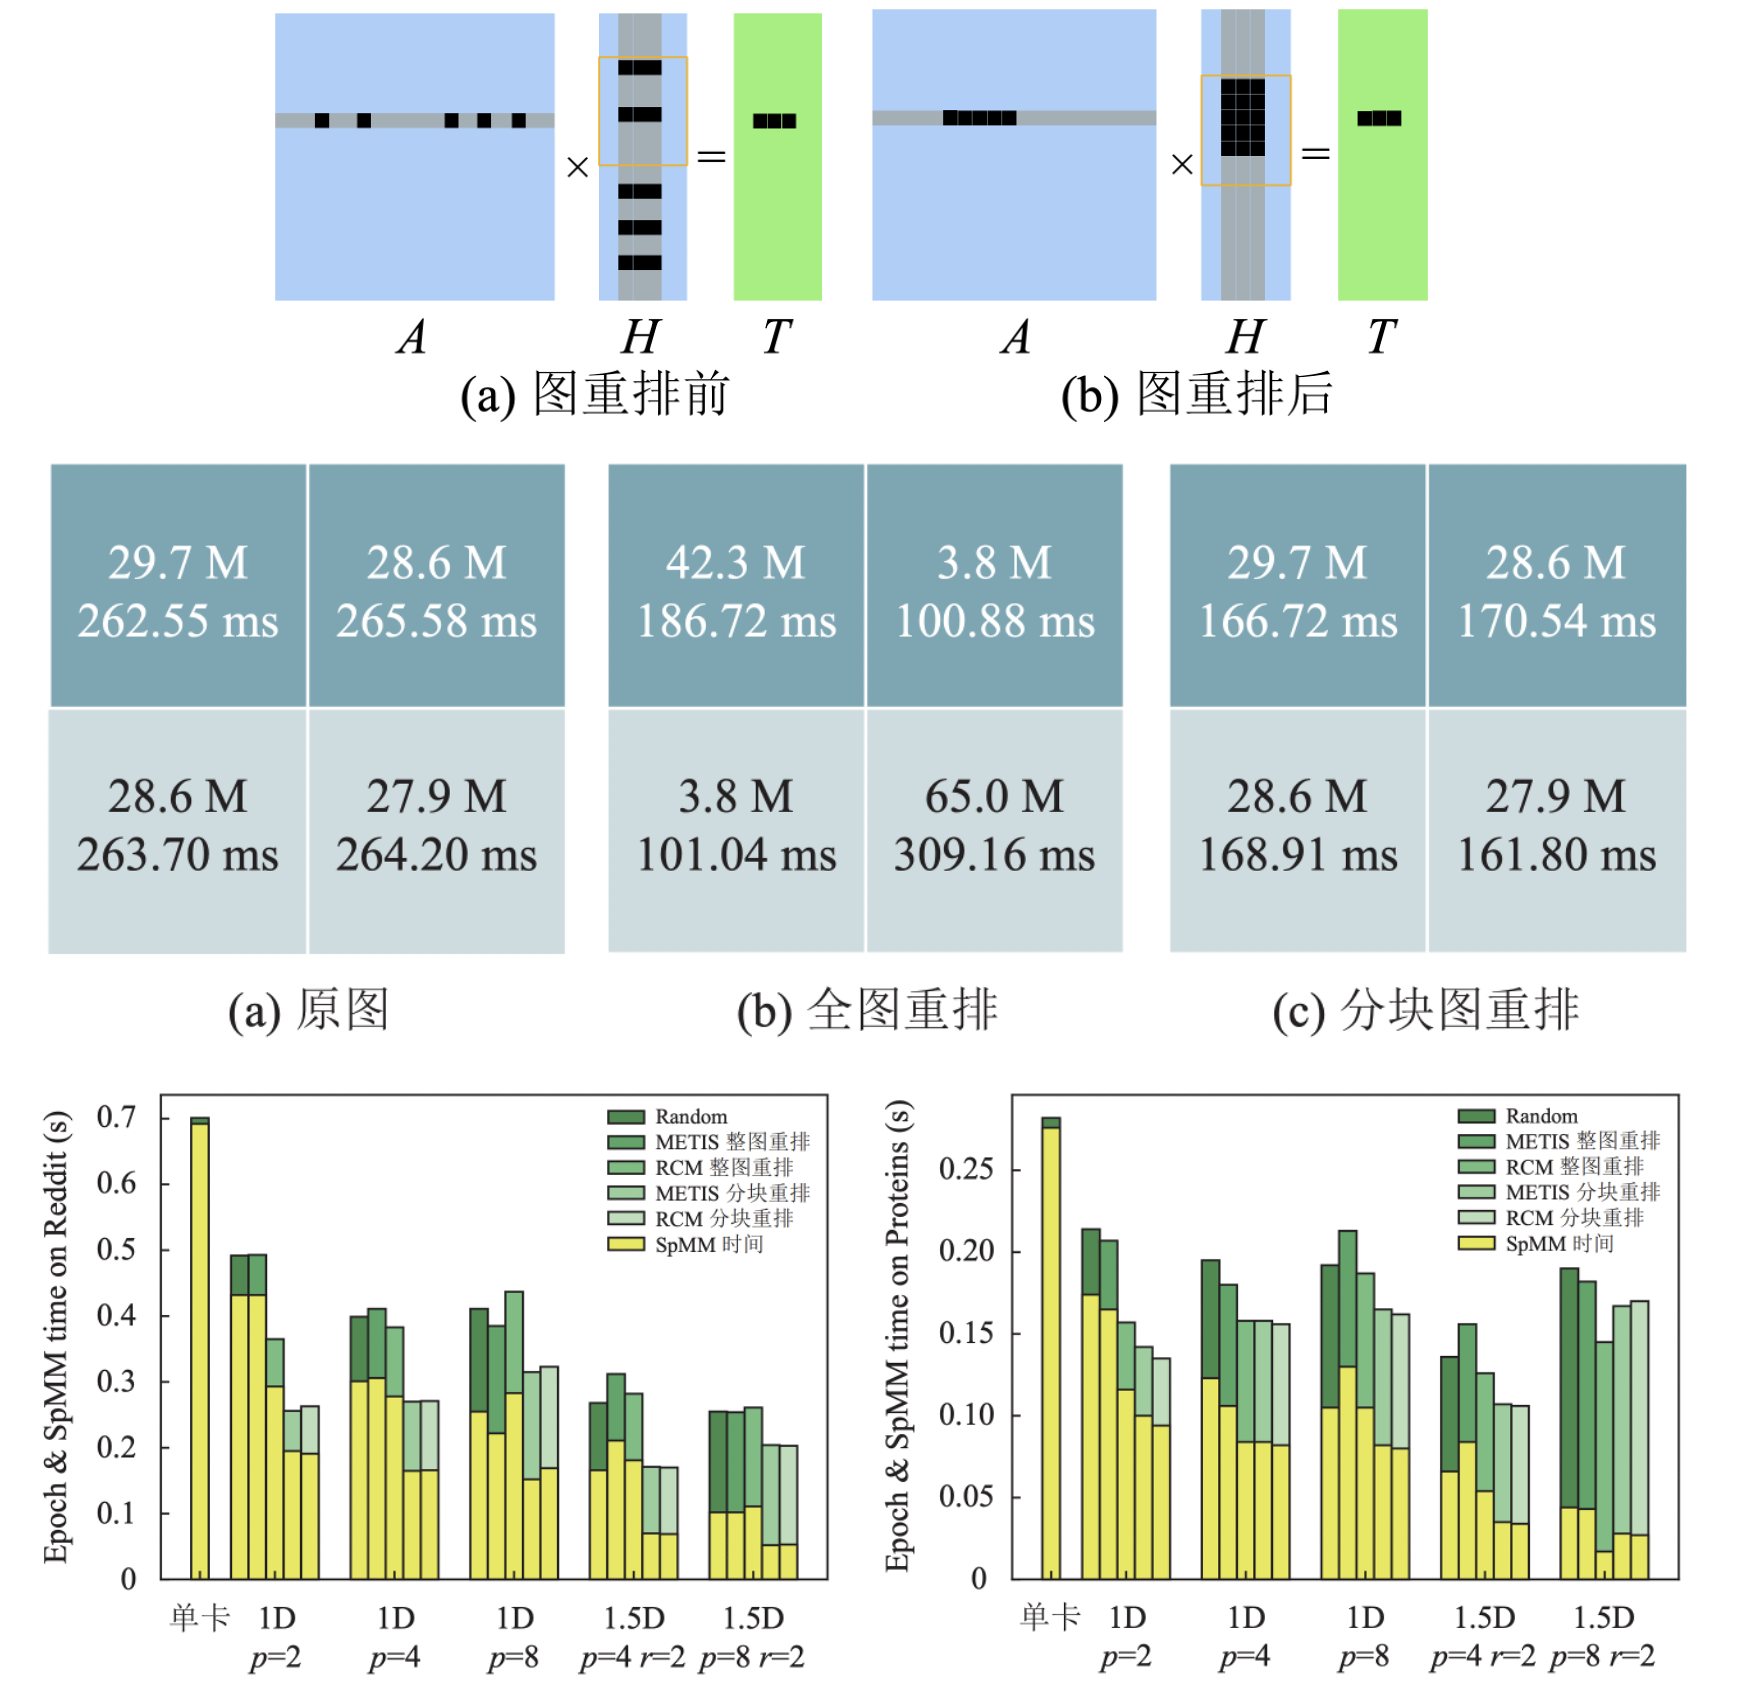 × = × =
A H T A H T
(a) 图重排前 (b) 图重排后
29.7 M 28.6 M 42.3 M 3.8 M 29.7 M 28.6 M
262.55 ms 265.58 ms 186.72 ms 100.88 ms 166.72 ms 170.54 ms
28.6 M 27.9 M 3.8 M 65.0 M 28.6 M 27.9 M
263.70 ms 264.20 ms 101.04 ms 309.16 ms 168.91 ms 161.80 ms
(a) 原图 (b) 全图重排 (c) 分块图重排
Epoch & SpMM time on Reddit (s)
0.7
0.6
0.5
0.4
0.3
0.2
0.1
0
Random
METIS 整图重排
RCM 整图重排
METIS 分块重排
RCM 分块重排
SpMM 时间
单卡 1D 1D 1D 1.5D 1.5D
p=2 p=4 p=8 p=4 r=2 p=8 r=2
Epoch & SpMM time on Proteins (s)
0.25
0.20
0.15
0.10
0.05
0
Random
METIS 整图重排
RCM 整图重排
METIS 分块重排
RCM 分块重排
SpMM 时间
单卡 1D 1D 1D 1.5D 1.5D
p=2 p=4 p=8 p=4 r=2 p=8 r=2